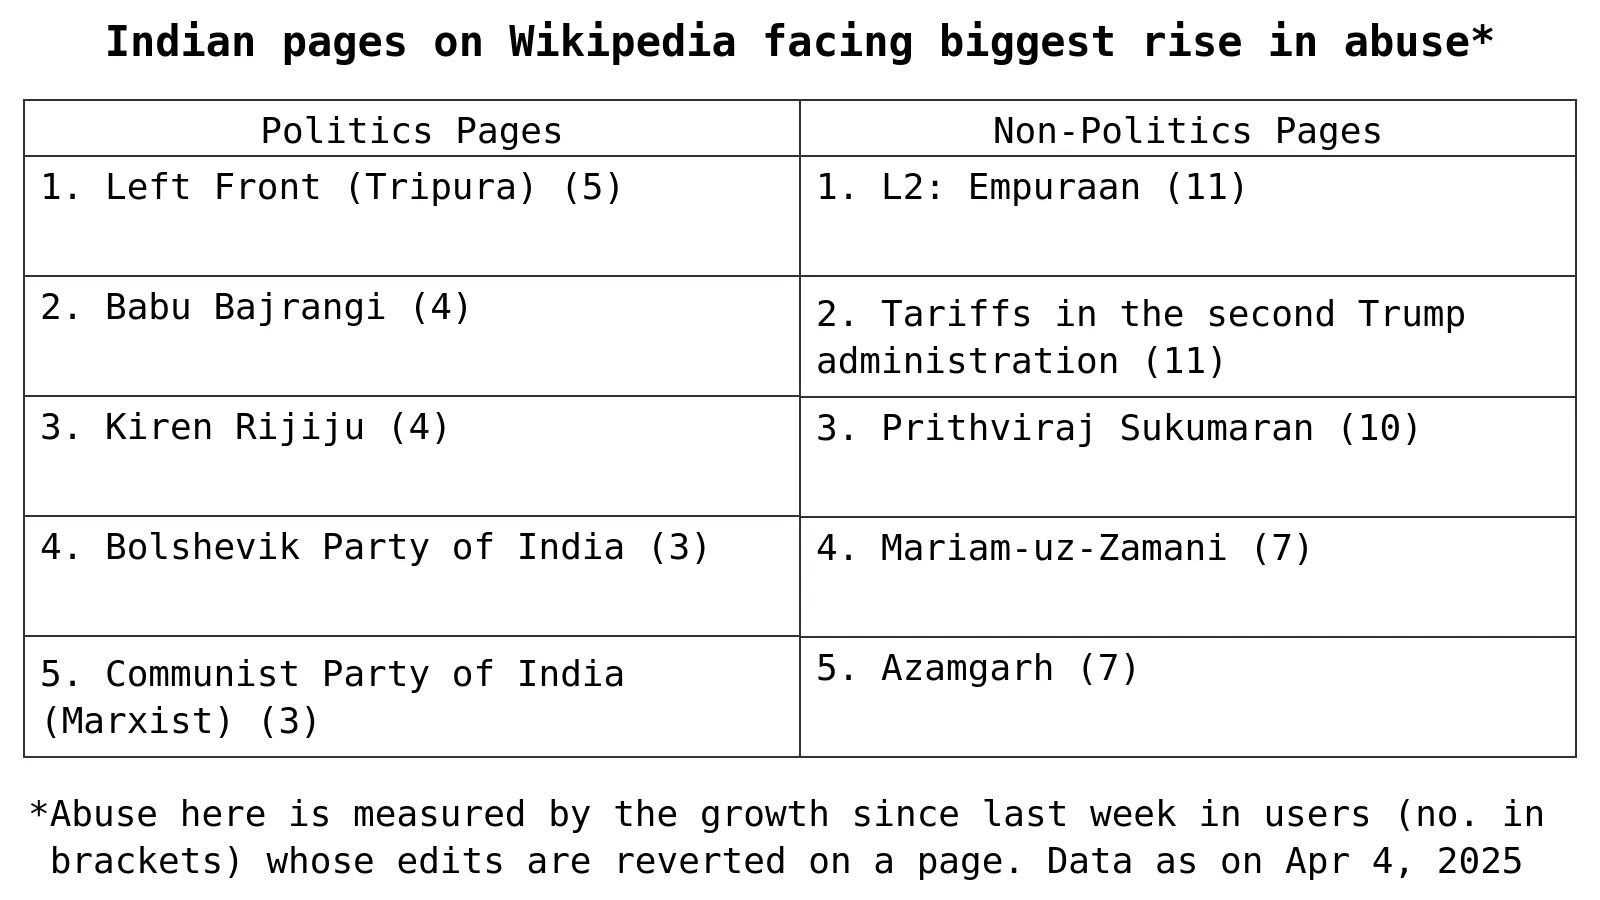 Indian pages on Wikipedia facing biggest rise in abuse*
Politics Pages
Non-Politics Pages
1. Left Front (Tripura) (5)
1. L2: Empuraan (11)
2. Babu Bajrangi (4)
2. Tariffs in the second Trump
administration (11)
3. Kiren Rijiju (4)
3. Prithviraj Sukumaran (10)
4. Bolshevik Party of India (3)
4. Mariam-uz-Zamani (7)
5. Communist Party of India
(Marxist) (3)
5. Azamgarh (7)
*Abuse here is measured by the growth since last week in users (no. in
brackets) whose edits are reverted on a page. Data as on Apr 4, 2025